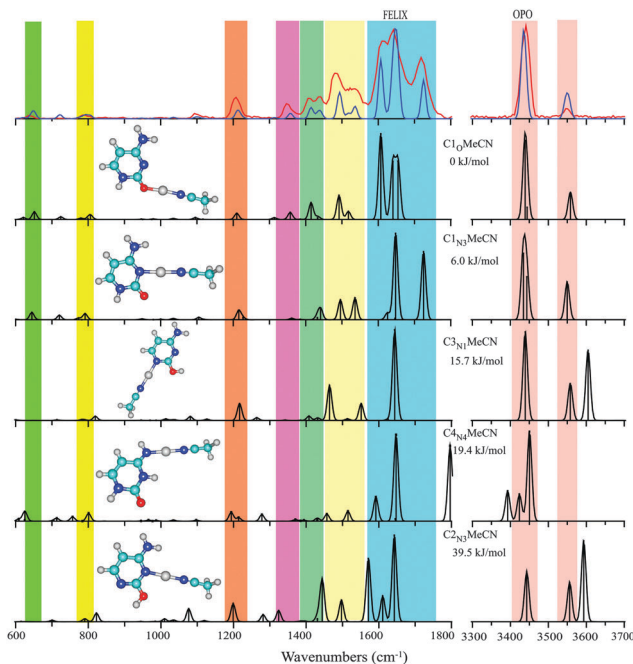 FELIX OPO
C1OMeCN
0 kJ/mol
C1N3MeCN
6.0 kJ/mol
C3N1MeCN
15.7 kJ/mol
C4N4MeCN
19.4 kJ/mol
C2N3MeCN
39.5 kJ/mol
600 800 1000 1200 1400 1600 1800 3300 3400 3500 3600 3700
Wavenumbers (cm⁻¹)